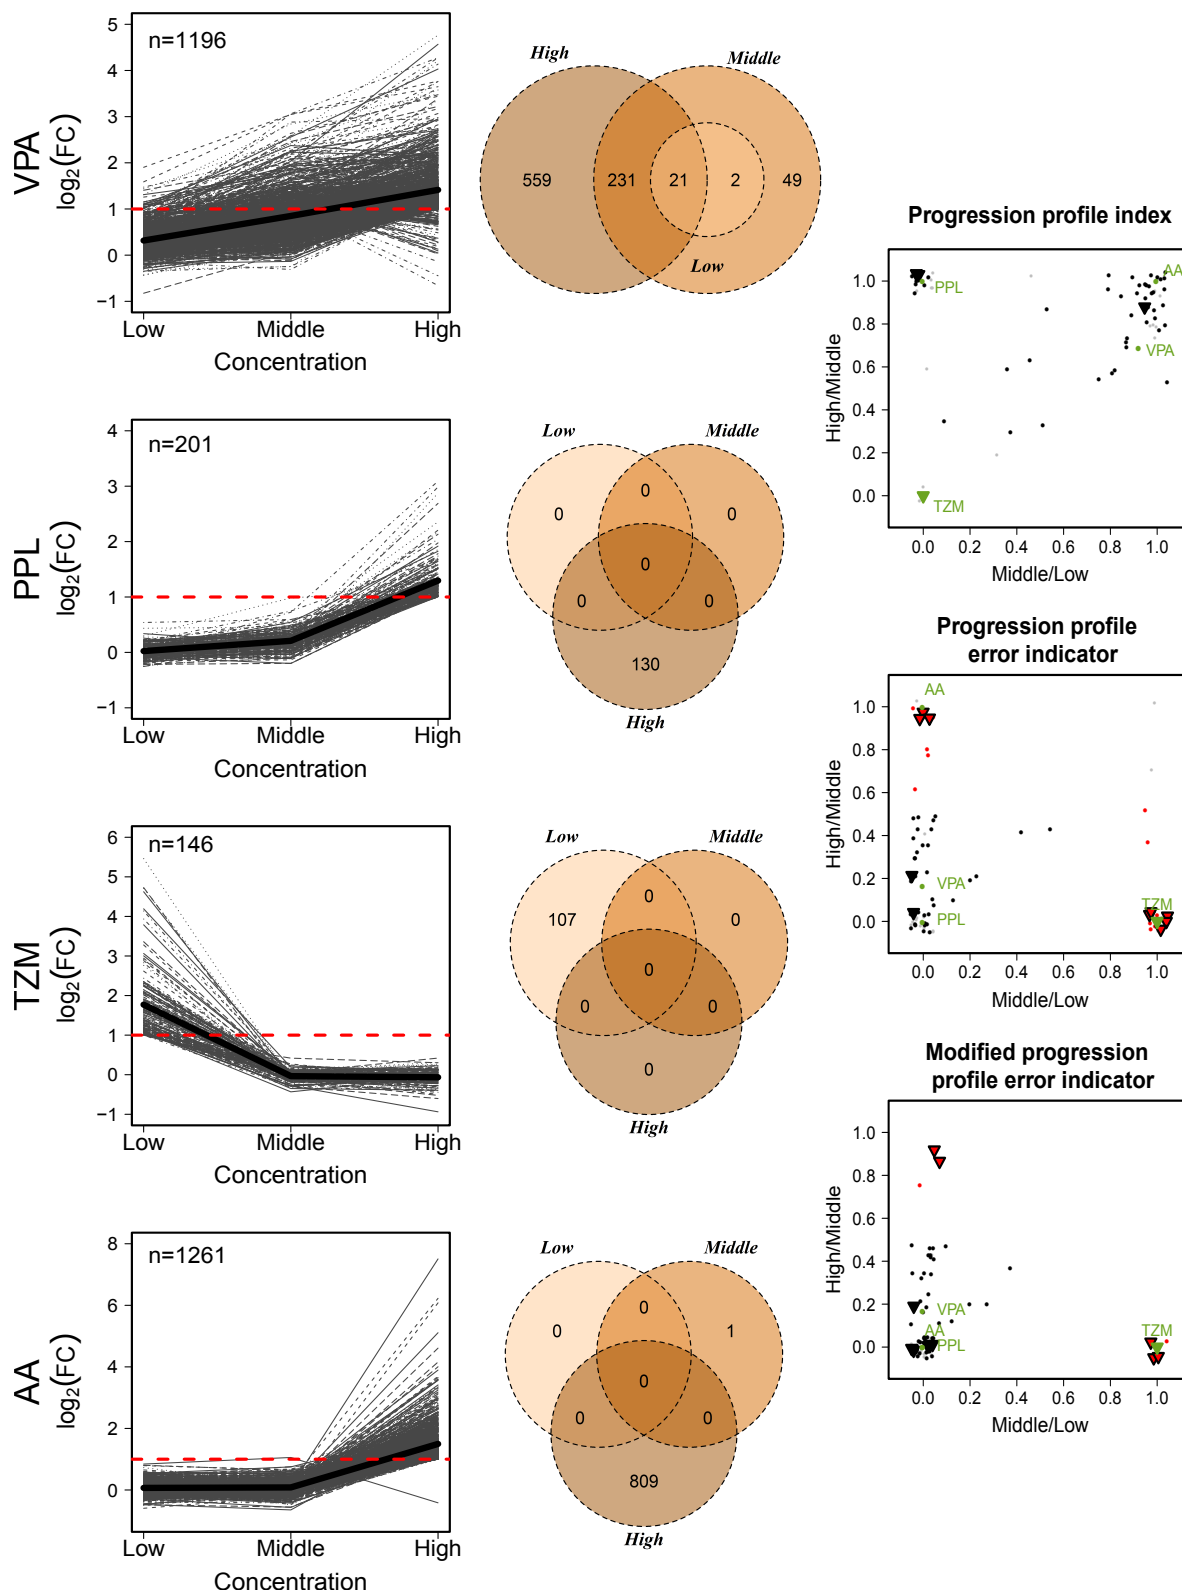 VPA
log₂(FC)
n=1196
5
4
3
2
1
0
−1
Low Middle High
Concentration
High Middle
559 231 21 2 49
Low
PPL
log₂(FC)
n=201
4
3
2
1
0
−1
Low Middle High
Concentration
Low Middle
0 0 0
0
0 0
130
High
TZM
log₂(FC)
n=146
6
5
4
3
2
1
0
−1
Low Middle High
Concentration
Low Middle
107 0 0
0
0 0
0
High
AA
log₂(FC)
n=1261
8
6
4
2
0
Low Middle High
Concentration
Low Middle
0 0 1
0
0 0
809
High
Progression profile index
High/Middle
1.0
0.8
0.6
0.4
0.2
0.0
AA
PPL
VPA
TZM
0.0 0.2 0.4 0.6 0.8 1.0
Middle/Low
Progression profile
error indicator
High/Middle
1.0
0.8
0.6
0.4
0.2
0.0
AA
VPA
PPL
TZM
0.0 0.2 0.4 0.6 0.8 1.0
Middle/Low
Modified progression
profile error indicator
High/Middle
1.0
0.8
0.6
0.4
0.2
0.0
VPA
AA
PPL
TZM
0.0 0.2 0.4 0.6 0.8 1.0
Middle/Low